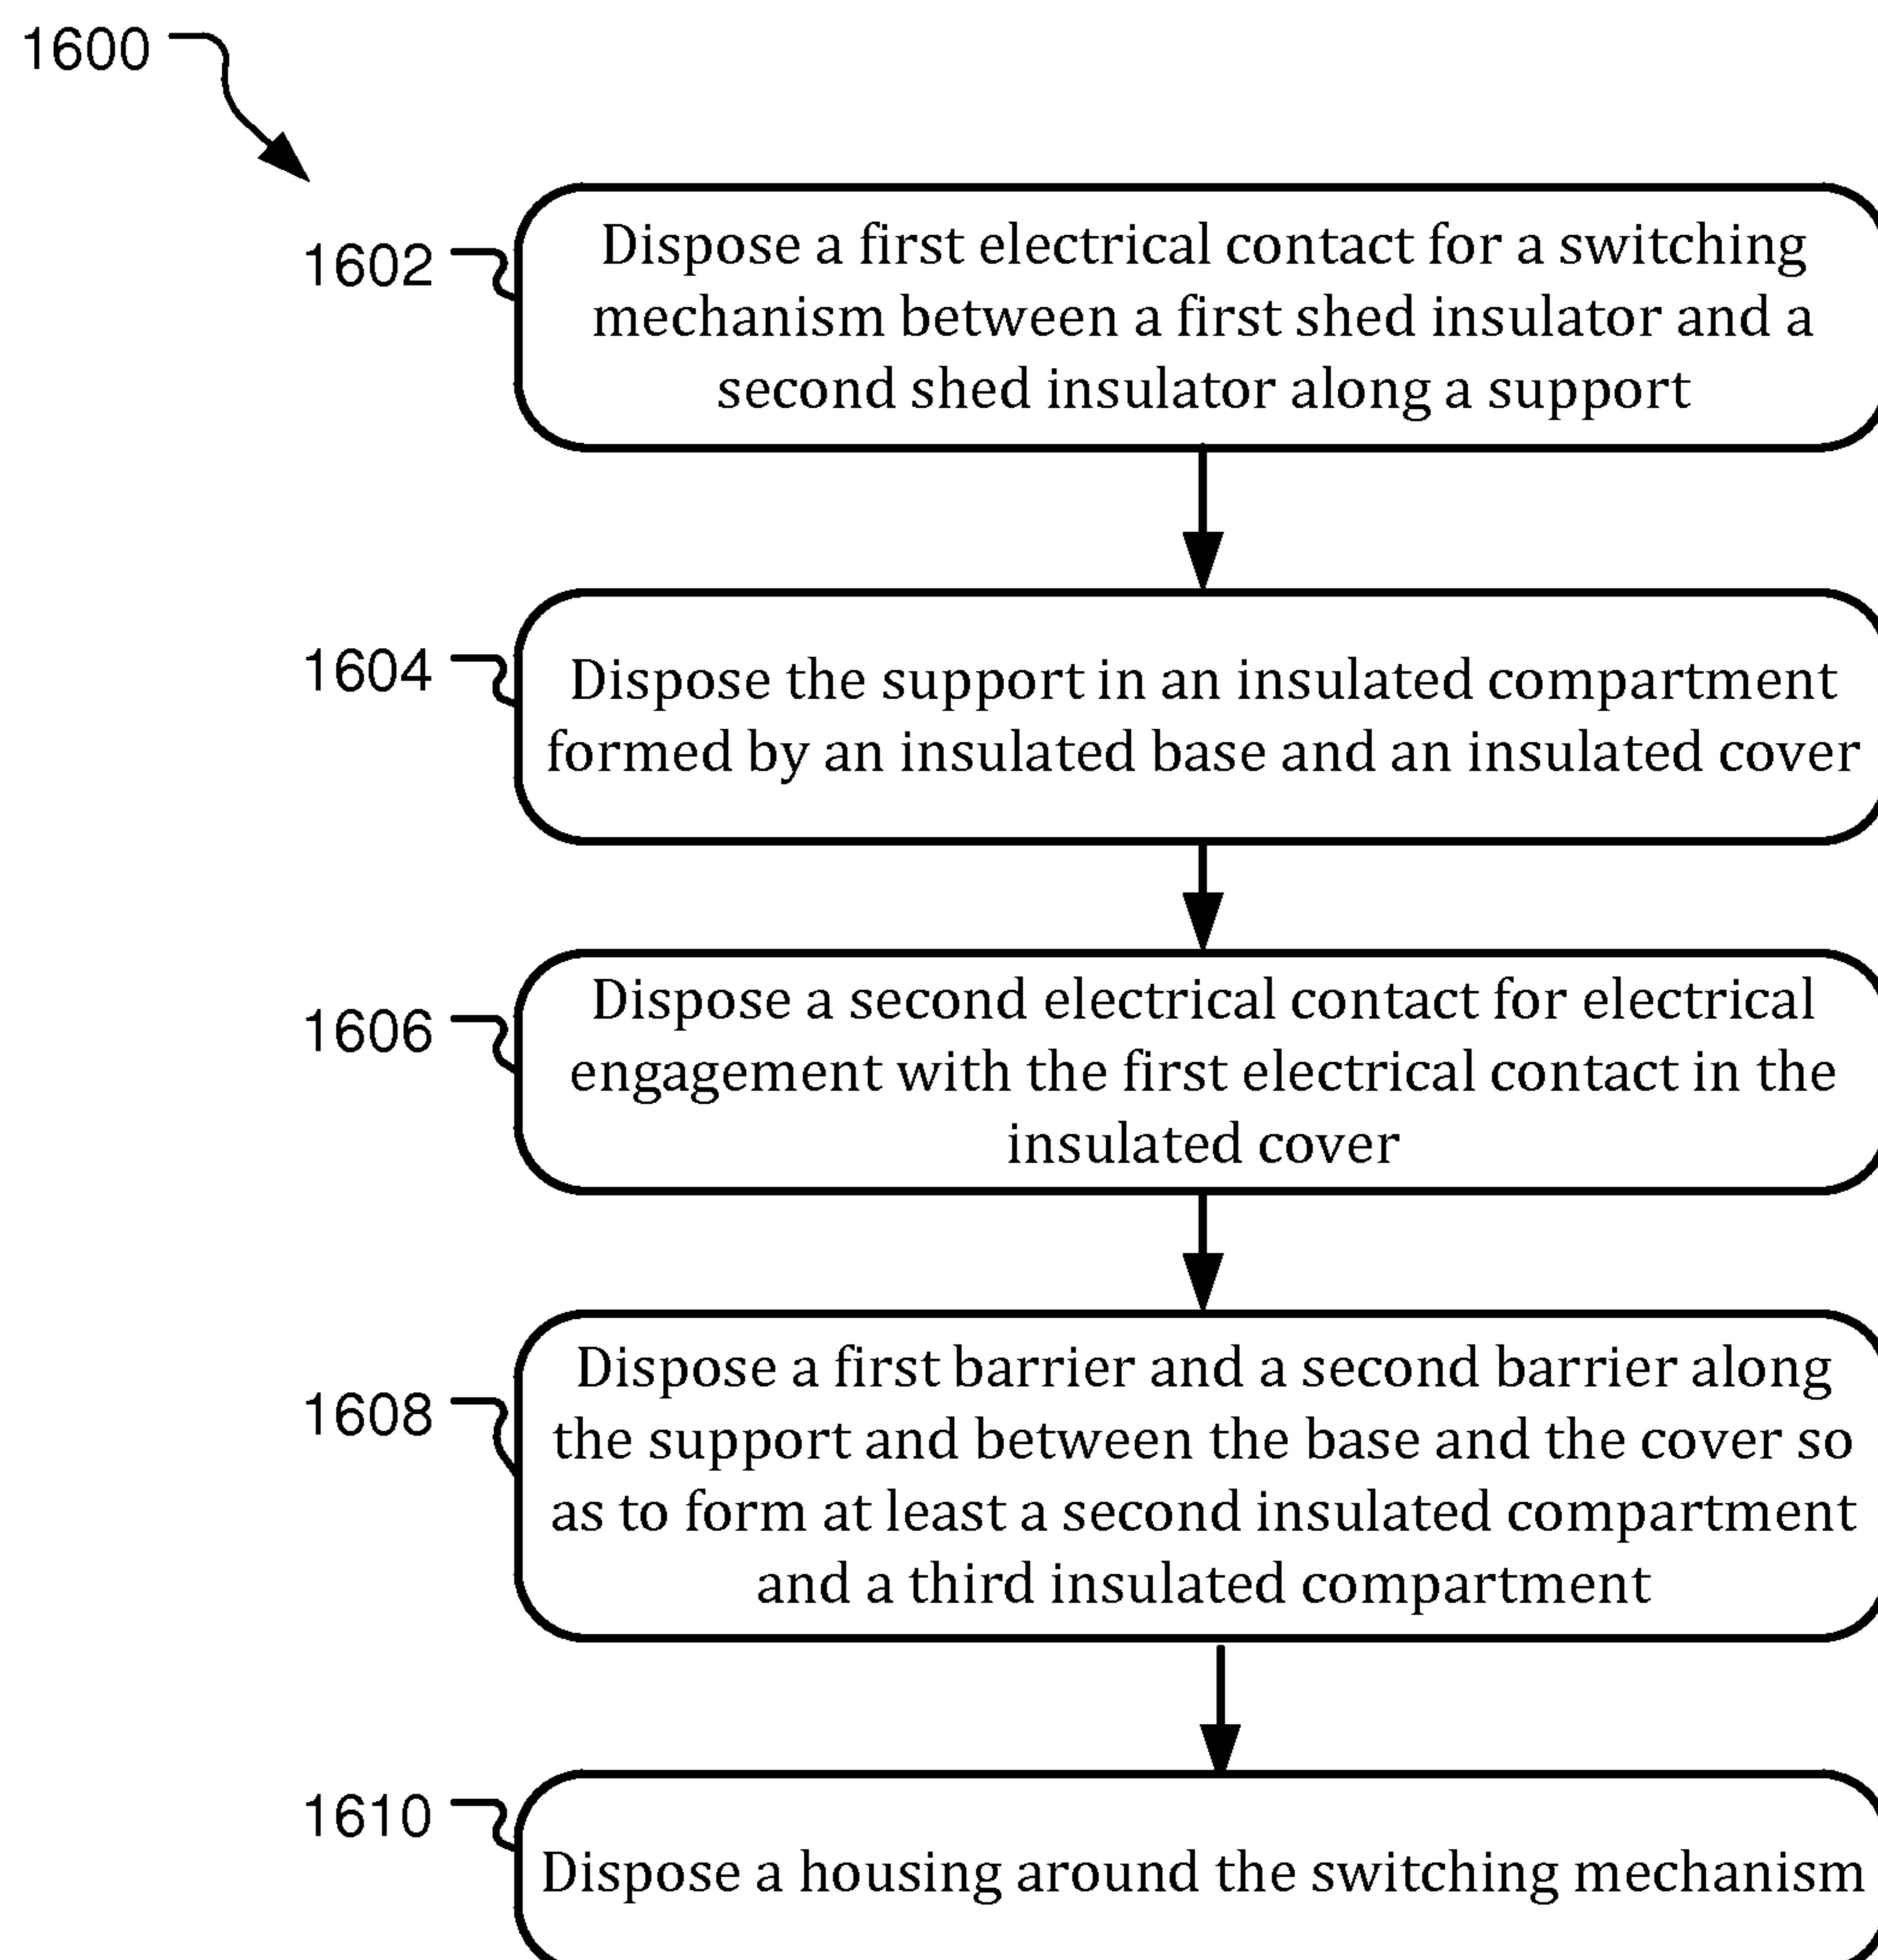 1600
1602
Dispose a first electrical contact for a switching
mechanism between a first shed insulator and a
second shed insulator along a support
1604
Dispose the support in an insulated compartment
formed by an insulated base and an insulated cover
1606
Dispose a second electrical contact for electrical
engagement with the first electrical contact in the
insulated cover
1608
Dispose a first barrier and a second barrier along
the support and between the base and the cover so
as to form at least a second insulated compartment
and a third insulated compartment
1610
Dispose a housing around the switching mechanism